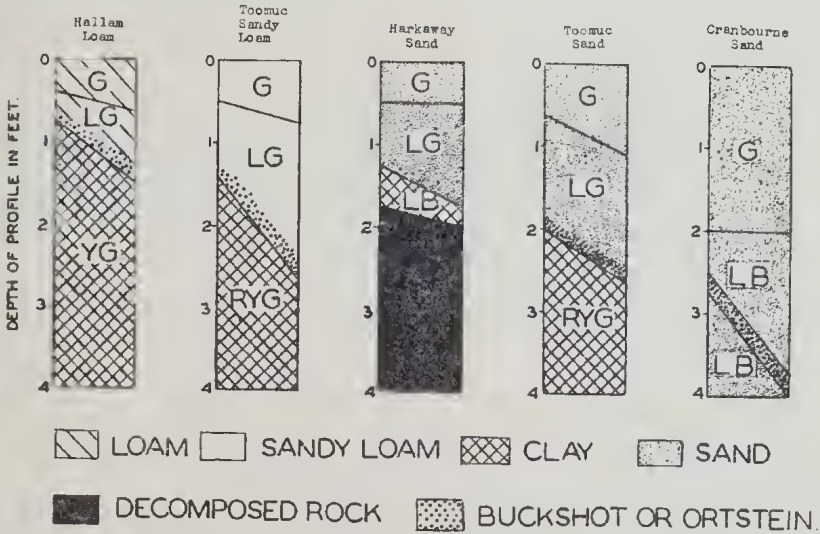 Hallam
Loam
Toomuc
Sandy
Loam
Harkaway
Sand
Toomuc
Sand
Cranbourne
Sand
DEPTH OF PROFILE IN FEET.
0
1
2
3
4
G
LG
YG
0
1
2
3
4
G
LG
RYG
0
1
2
3
4
G
LG
LB
0
1
2
3
4
G
LG
RYG
0
1
2
3
4
G
LB
LB
LOAM
SANDY LOAM
CLAY
SAND
DECOMPOSED ROCK
BUCKSHOT OR ORTSTEIN.